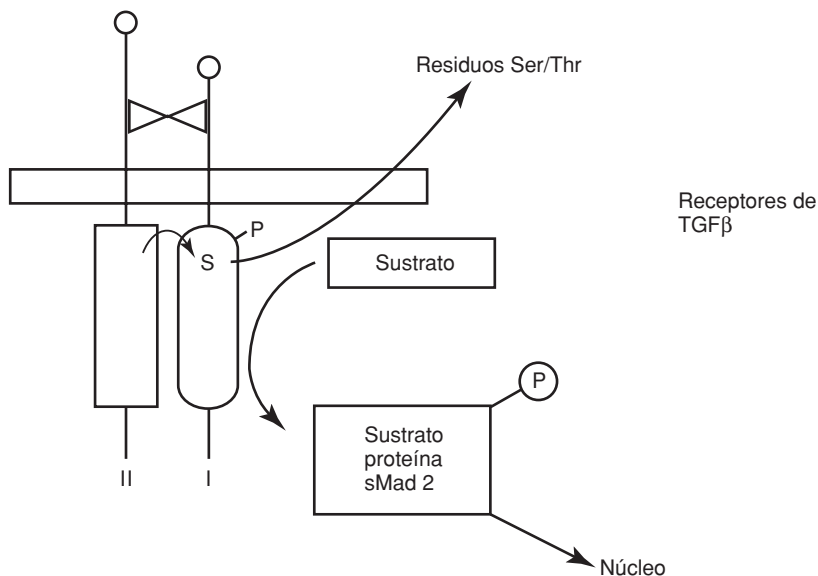 Residuos Ser/Thr
Receptores de
TGFβ
P
S
Sustrato
P
Sustrato
proteína
sMad 2
II
I
Núcleo